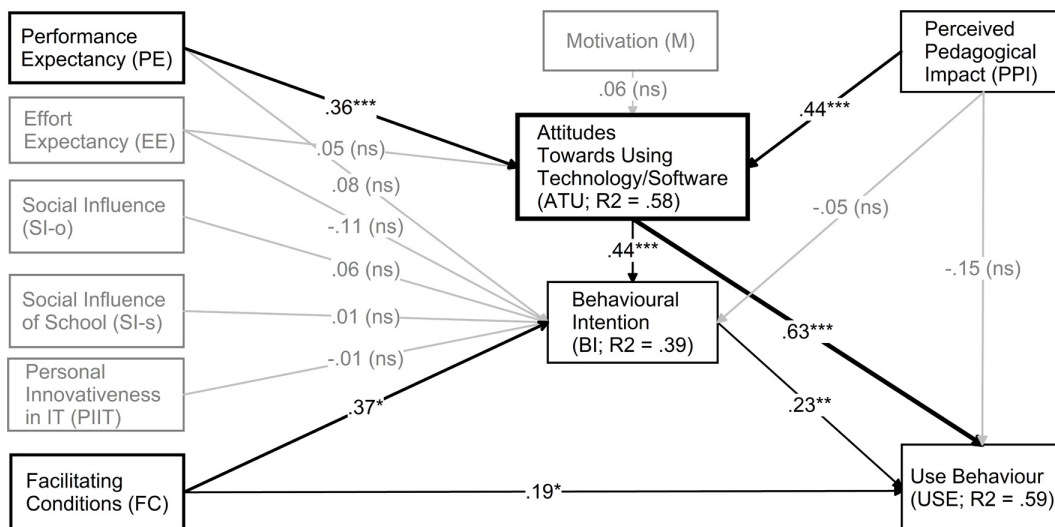 Performance
Expectancy (PE)
Motivation (M)
Perceived
Pedagogical
Impact (PPI)
.06 (ns)
.36***
.44***
Effort
Expectancy (EE)
Attitudes
Towards Using
Technology/Software
(ATU; R2 = .58)
.05 (ns)
.08 (ns)
Social Influence
(SI-o)
-.11 (ns)
-.05 (ns)
.44***
.06 (ns)
-.15 (ns)
Social Influence
of School (SI-s)
Behavioural
Intention
(BI; R2 = .39)
.01 (ns)
.63***
-.01 (ns)
Personal
Innovativeness
in IT (PIIT)
.37*
.23**
Facilitating
Conditions (FC)
.19*
Use Behaviour
(USE; R2 = .59)